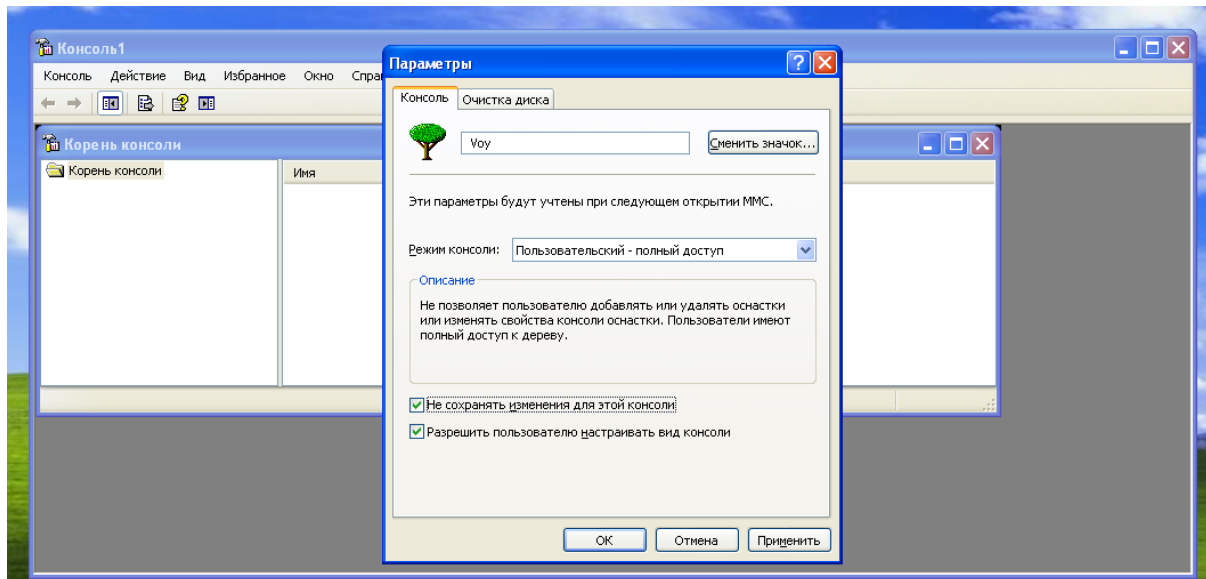 Консоль1
Консоль Действие Вид Избранное Окно
Корень консоли
Корень консоли
Имя
Параметры
Консоль Очистка диска
Voy
Сменить значок...
Эти параметры будут учтены при следующем открытии MMC.
Режим консоли: Пользовательский - полный доступ
Описание
Не позволяет пользователю добавлять или удалять оснастки
или изменять свойства консоли оснастки. Пользователи имеют
полный доступ к дереву.
Не сохранять изменения для этой консоли
Разрешить пользователю настраивать вид консоли
ОК Отмена Применить